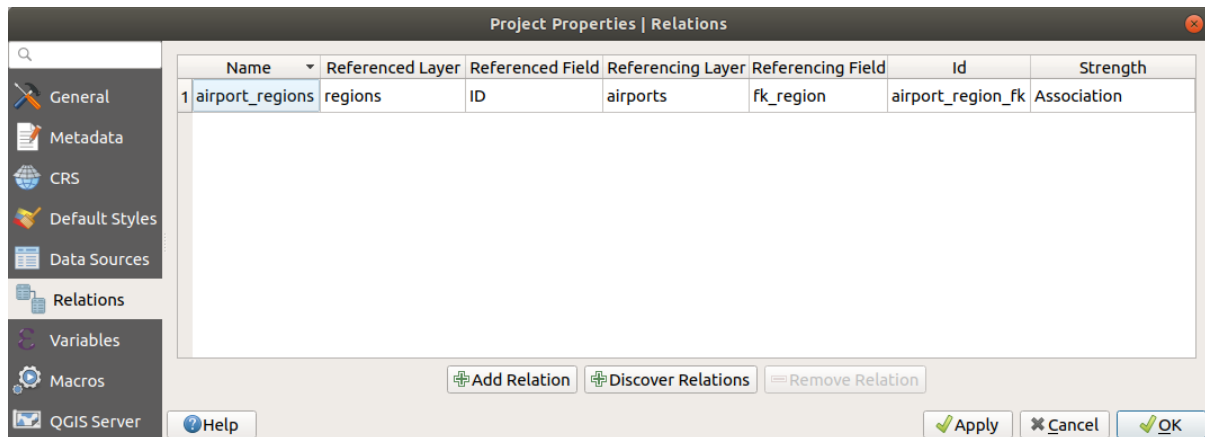 Project Properties | Relations
General
Metadata
CRS
Default Styles
Data Sources
Relations
Variables
Macros
QGIS Server
Name Referenced Layer Referenced Field Referencing Layer Referencing Field Id Strength
1 airport_regions regions ID airports fk_region airport_region_fk Association
Add Relation Discover Relations Remove Relation
Help Apply Cancel OK